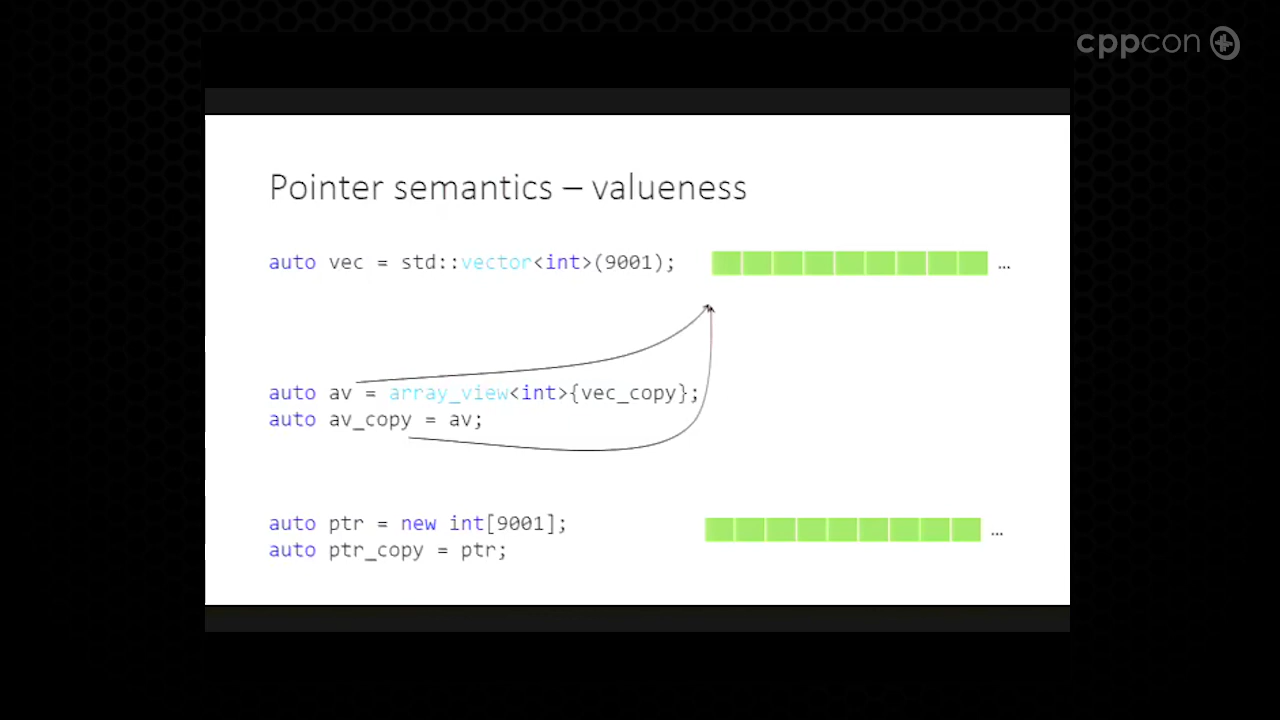 cppcon
Pointer semantics – valueness
auto vec = std::vector<int>(9001);
…
auto av = array_view<int>{vec_copy};
auto av_copy = av;
auto ptr = new int[9001];
…
auto ptr_copy = ptr;